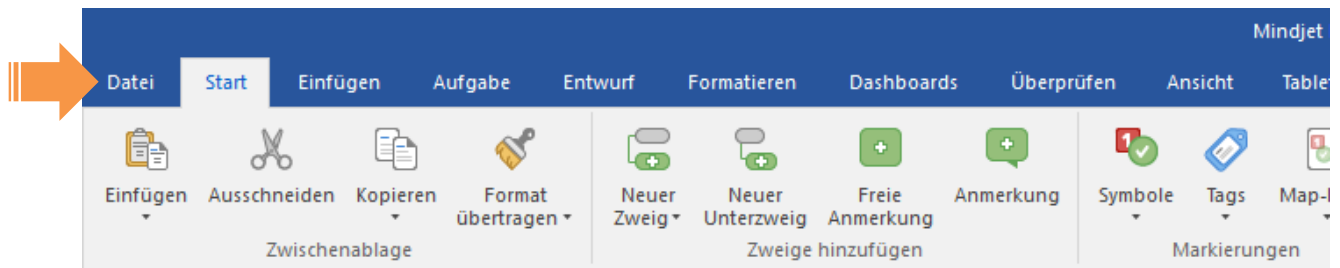 Mindjet
Datei Start Einfügen Aufgabe Entwurf Formatieren Dashboards Überprüfen Ansicht
Einfügen Ausschneiden Kopieren Format Neuer Neuer Freie Anmerkung Symbole Tags
übertragen Zweig Unterzweig Anmerkung
Zwischenablage Zweige hinzufügen Markierungen